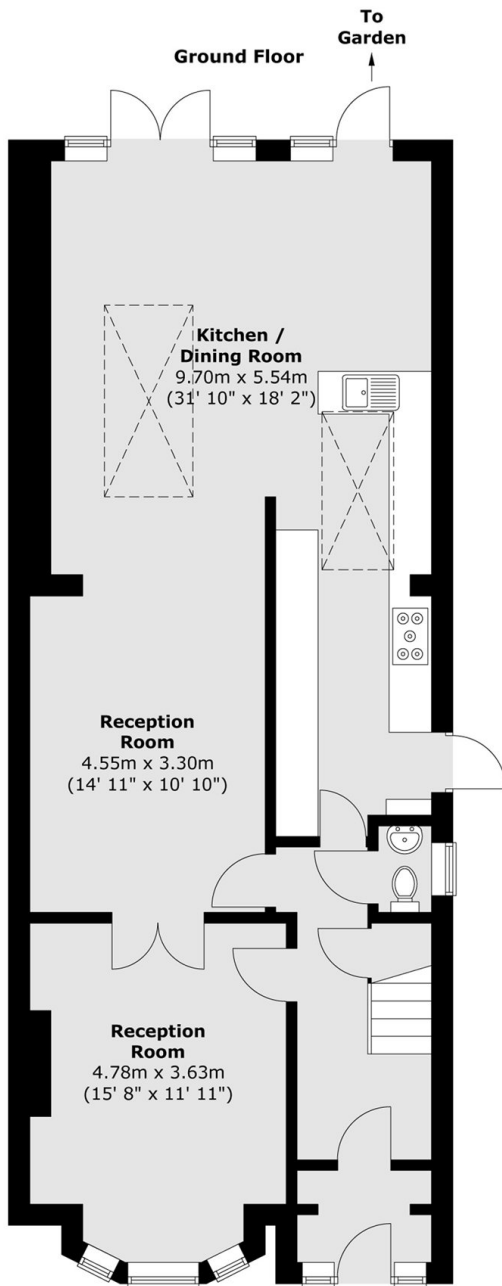 To
Garden
Ground Floor
Kitchen /
Dining Room
9.70m x 5.54m
(31' 10" x 18' 2")
Reception
Room
4.55m x 3.30m
(14' 11" x 10' 10")
Reception
Room
4.78m x 3.63m
(15' 8" x 11' 11")